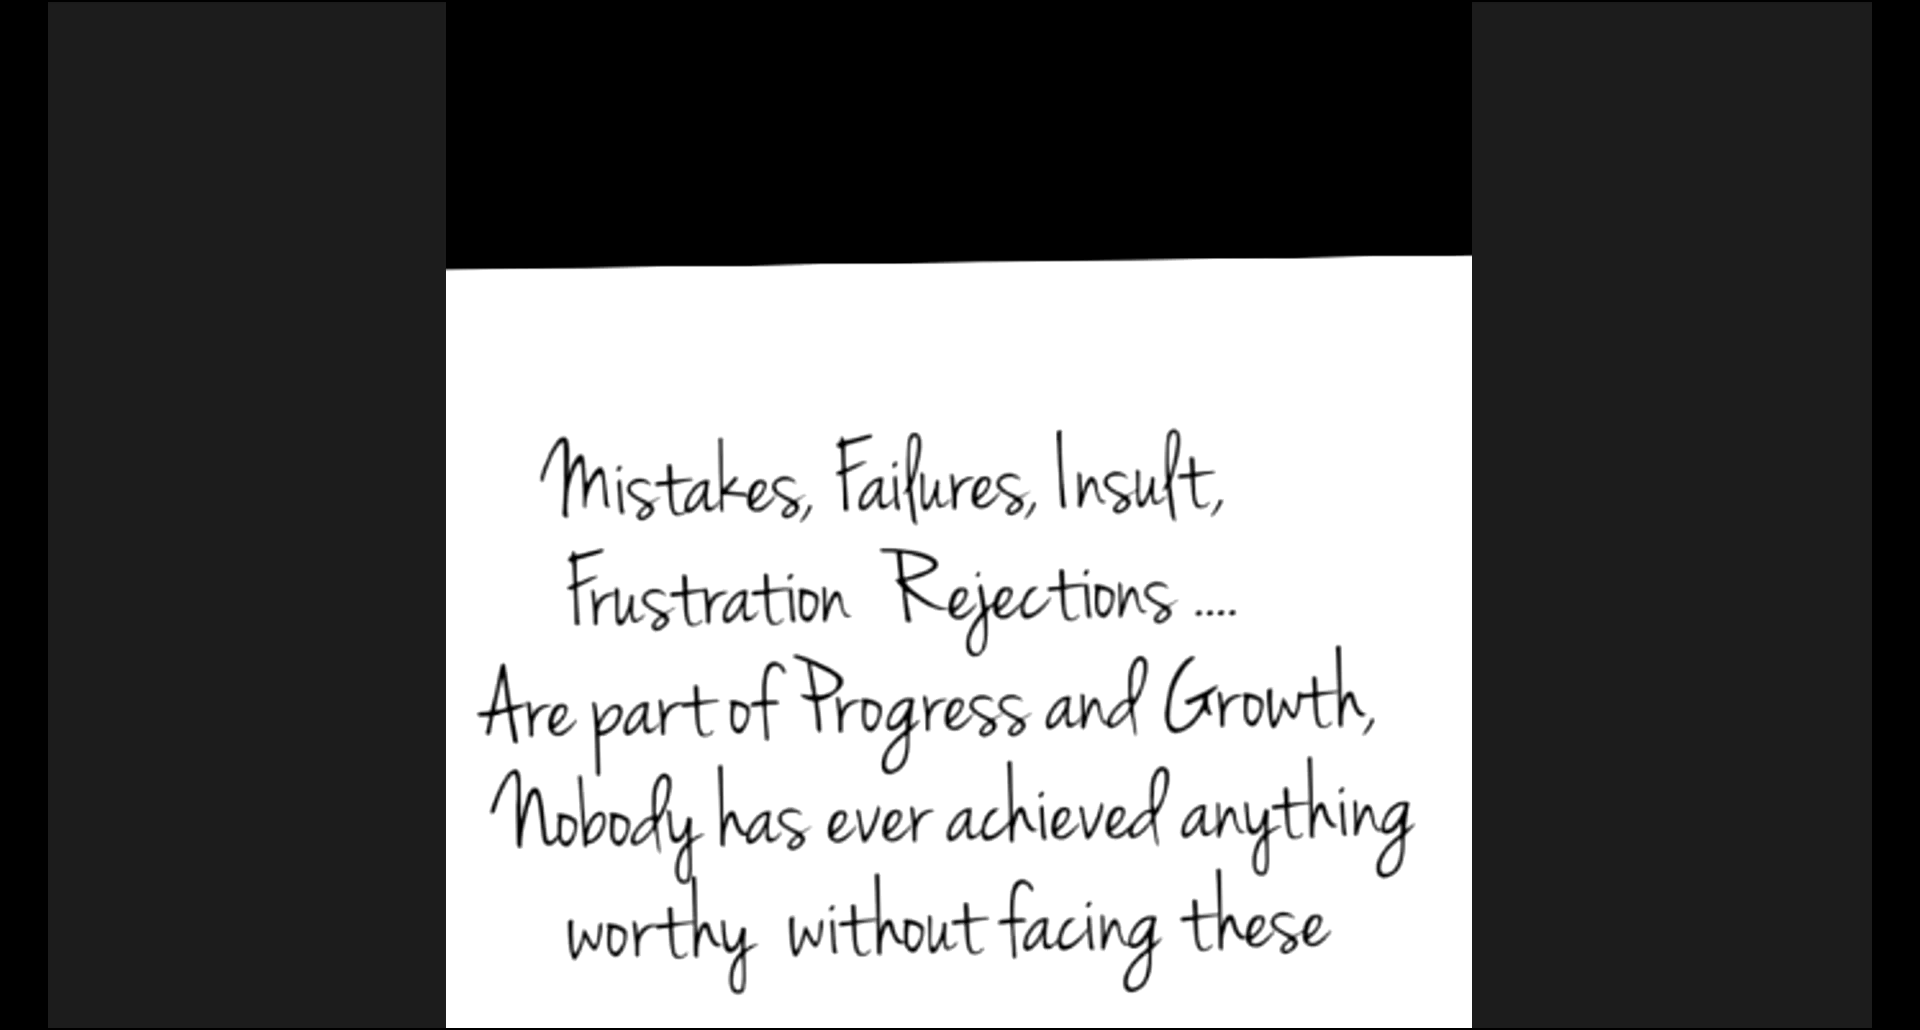 Mistakes, Failures, Insult,
Frustration Rejections ....
Are part of Progress and Growth,
Nobody has ever achieved anything
worthy without facing these